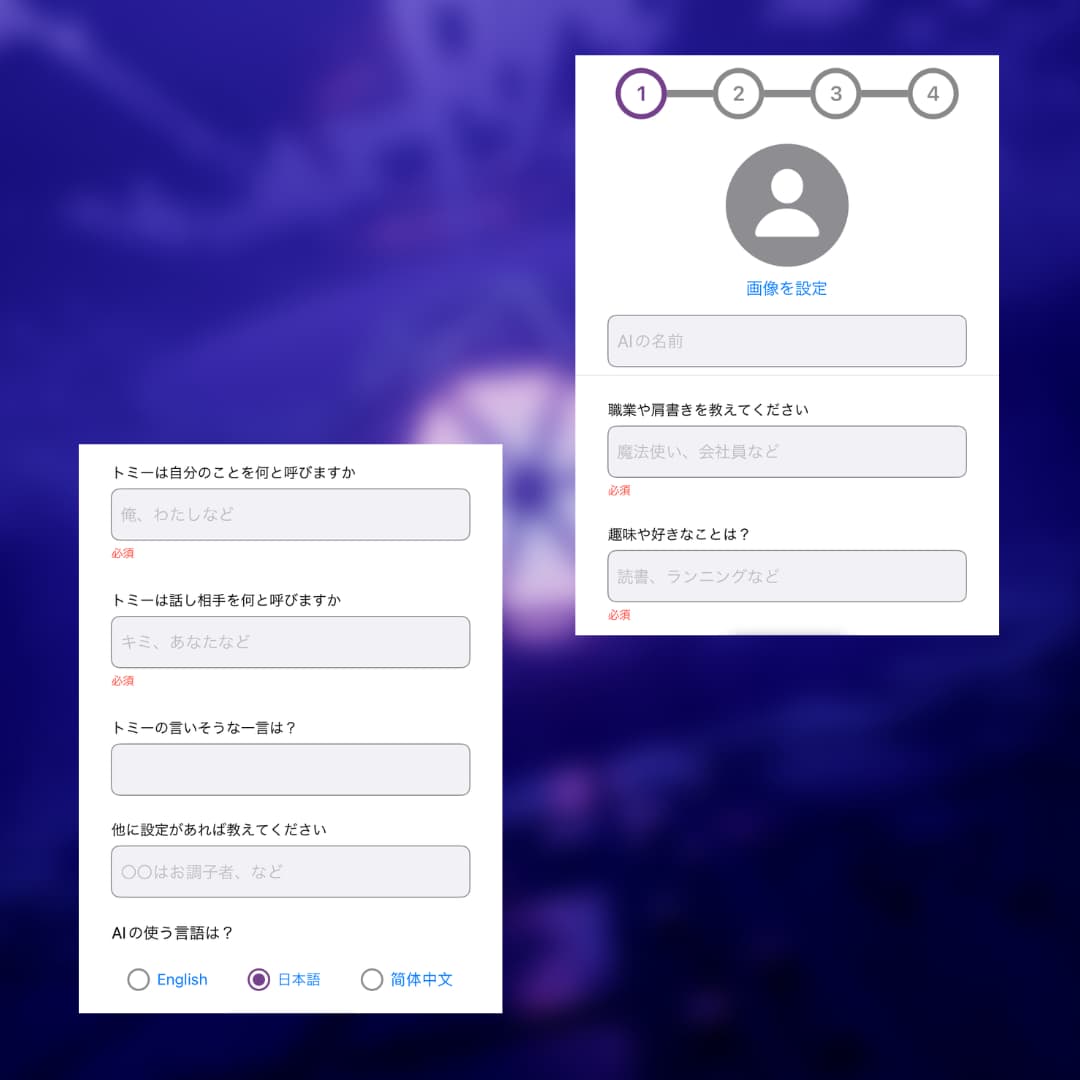 1 2 3 4
画像を設定
AIの名前
職業や肩書きを教えてください
魔法使い、会社員など
必須
趣味や好きなことは？
読書、ランニングなど
必須
トミーは自分のことを何と呼びますか
俺、わたしなど
必須
トミーは話し相手を何と呼びますか
キミ、あなたなど
必須
トミーの言いそうな一言は？
他に設定があれば教えてください
〇〇はお調子者、など
AIの使う言語は？
English 日本語 简体中文